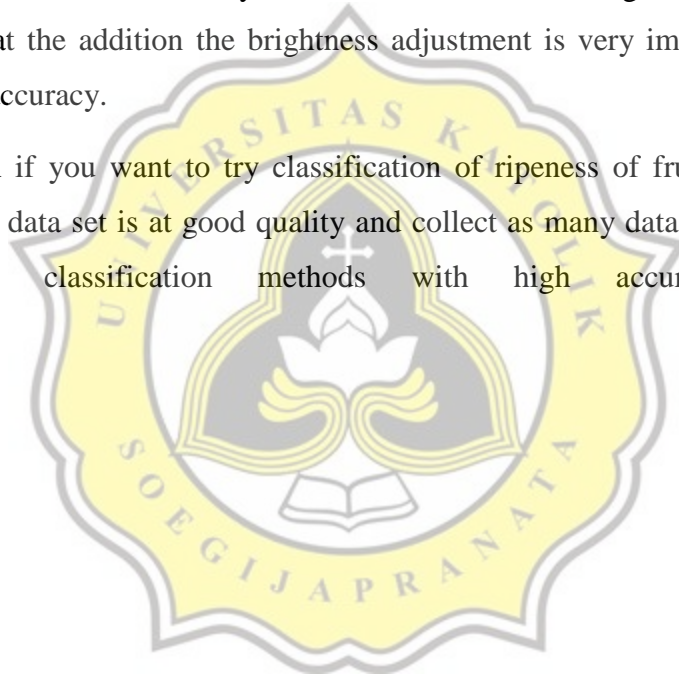 at the addition the brightness adjustment is very im
ccuracy.
if you want to try classification of ripeness of fru
data set is at good quality and collect as many data
classification methods with high accur
UNIVERSITAS KATOLIK
SOEGIJAPRANATA